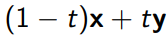 (1 − t)x + ty